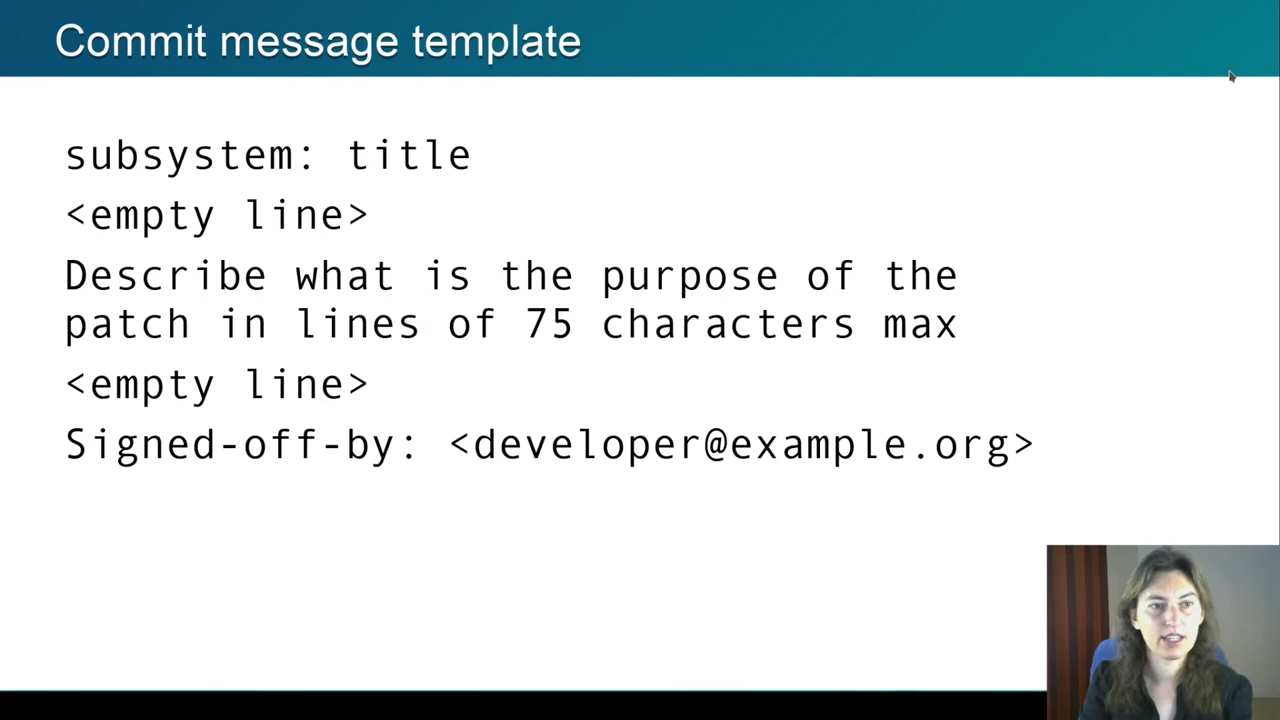 Commit message template
subsystem: title
<empty line>
Describe what is the purpose of the
patch in lines of 75 characters max
<empty line>
Signed-off-by: <developer@example.org>